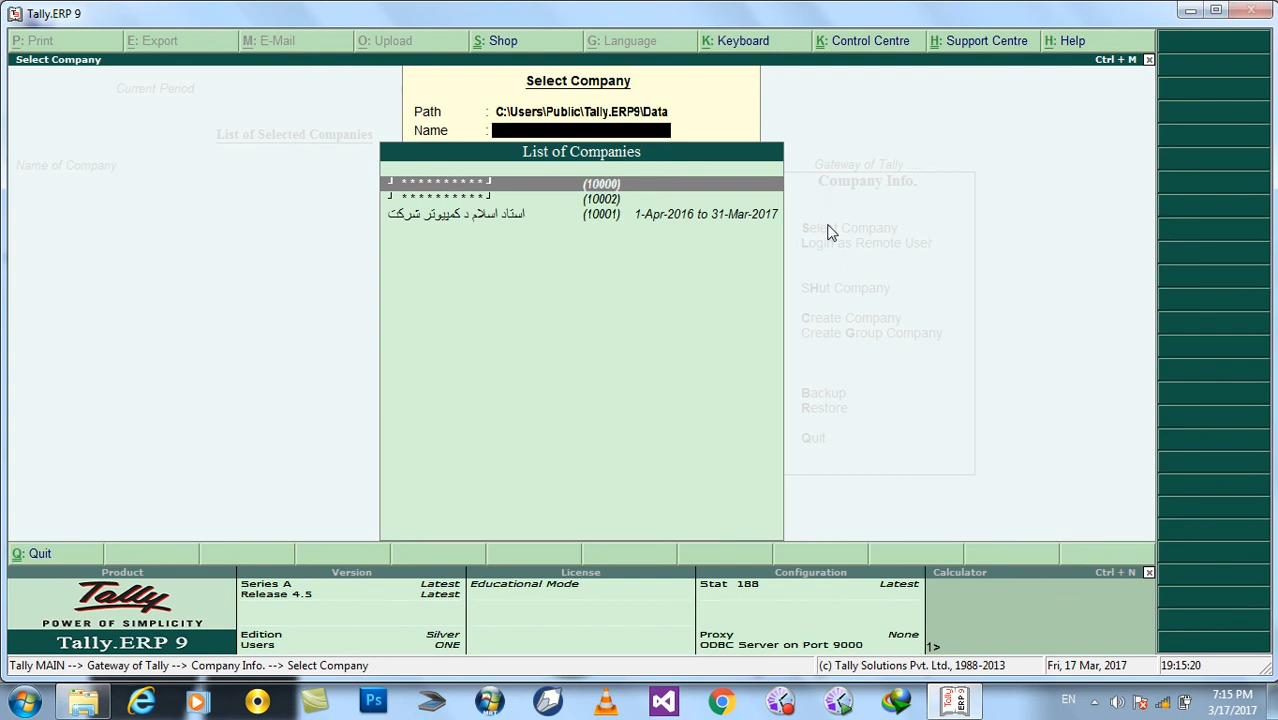 Tally.ERP 9
P: Print E: Export M: E-Mail O: Upload S: Shop G: Language K: Keyboard K: Control Centre H: Support Centre H: Help
Select Company Ctrl + M
Current Period
List of Selected Companies
Name of Company
Select Company
Path : C:\Users\Public\Tally.ERP9\Data
Name :
List of Companies
┘ **********┘ (10000)
┘ **********┘ (10002)
استاد اسلام د کمپیوتر شرکت (10001) 1-Apr-2016 to 31-Mar-2017
Gateway of Tally
Company Info.
Select Company
Login as Remote User
SHut Company
Create Company
Create Group Company
Backup
Restore
Quit
Q: Quit
Product Version License Configuration Calculator Ctrl + N
Tally
POWER OF SIMPLICITY
Tally.ERP 9
Series A Latest
Release 4.5 Latest
Edition Silver
Users ONE
Educational Mode
Stat 188 Latest
Proxy None
ODBC Server on Port 9000
1>
Tally MAIN --> Gateway of Tally --> Company Info. --> Select Company (c) Tally Solutions Pvt. Ltd., 1988-2013 Fri, 17 Mar, 2017 19:15:20
EN 7:15 PM
3/17/2017